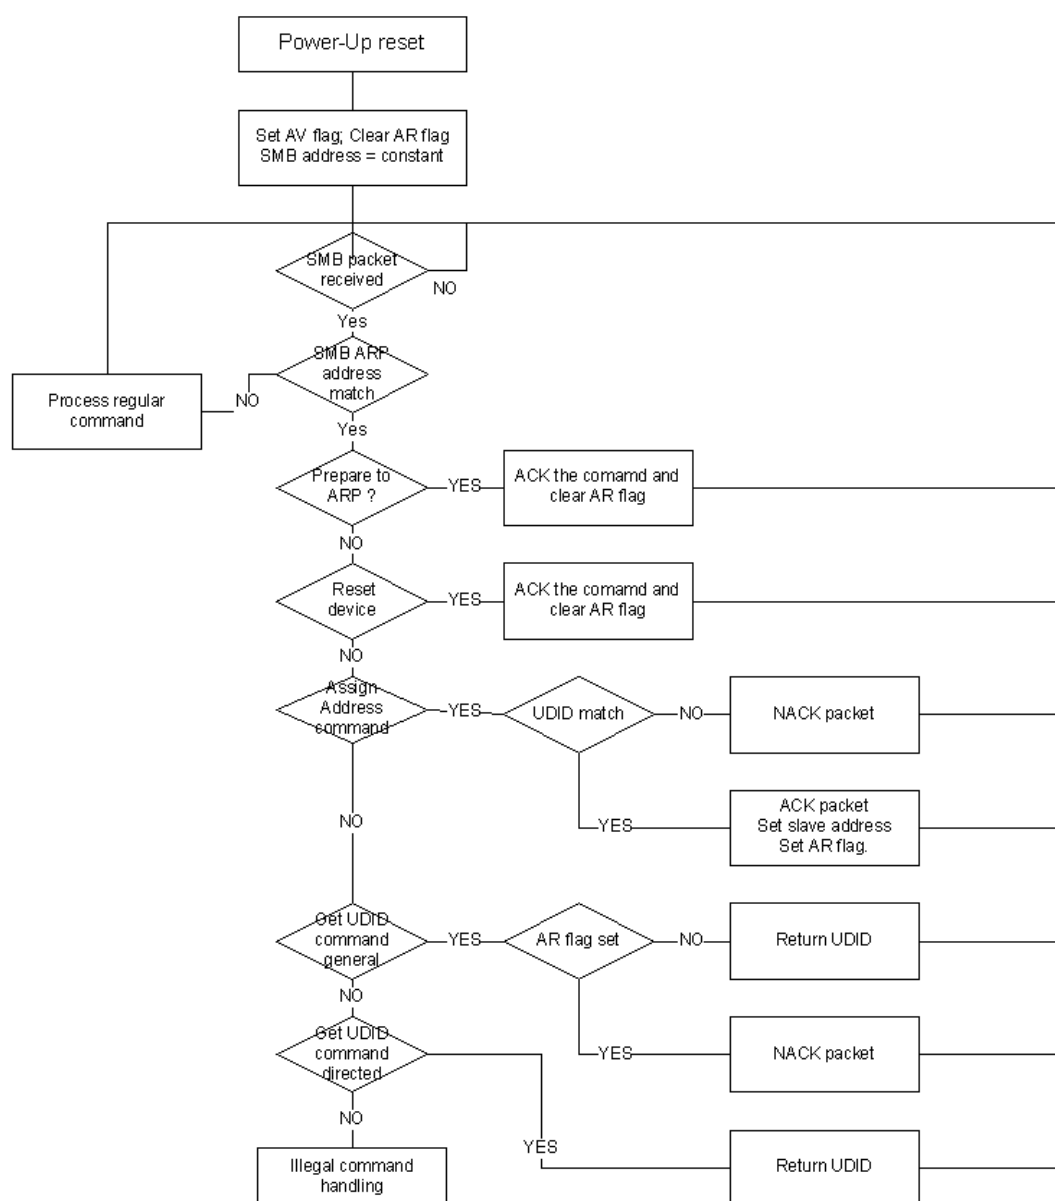 Power-Up reset
Set AV flag; Clear AR flag
SMB address = constant
SMB packet
received
NO
Yes
SMB ARP
address
match
NO
Process regular
command
Yes
Prepare to
ARP ?
YES
ACK the comamd and
clear AR flag
NO
Reset
device
YES
ACK the comamd and
clear AR flag
NO
Assign
Address
command
YES
UDID match
NO
NACK packet
YES
ACK packet
Set slave address
Set AR flag.
NO
Get UDID
command
general
YES
AR flag set
NO
Return UDID
NO
YES
NACK packet
Get UDID
command
directed
NO
YES
Return UDID
Illegal command
handling